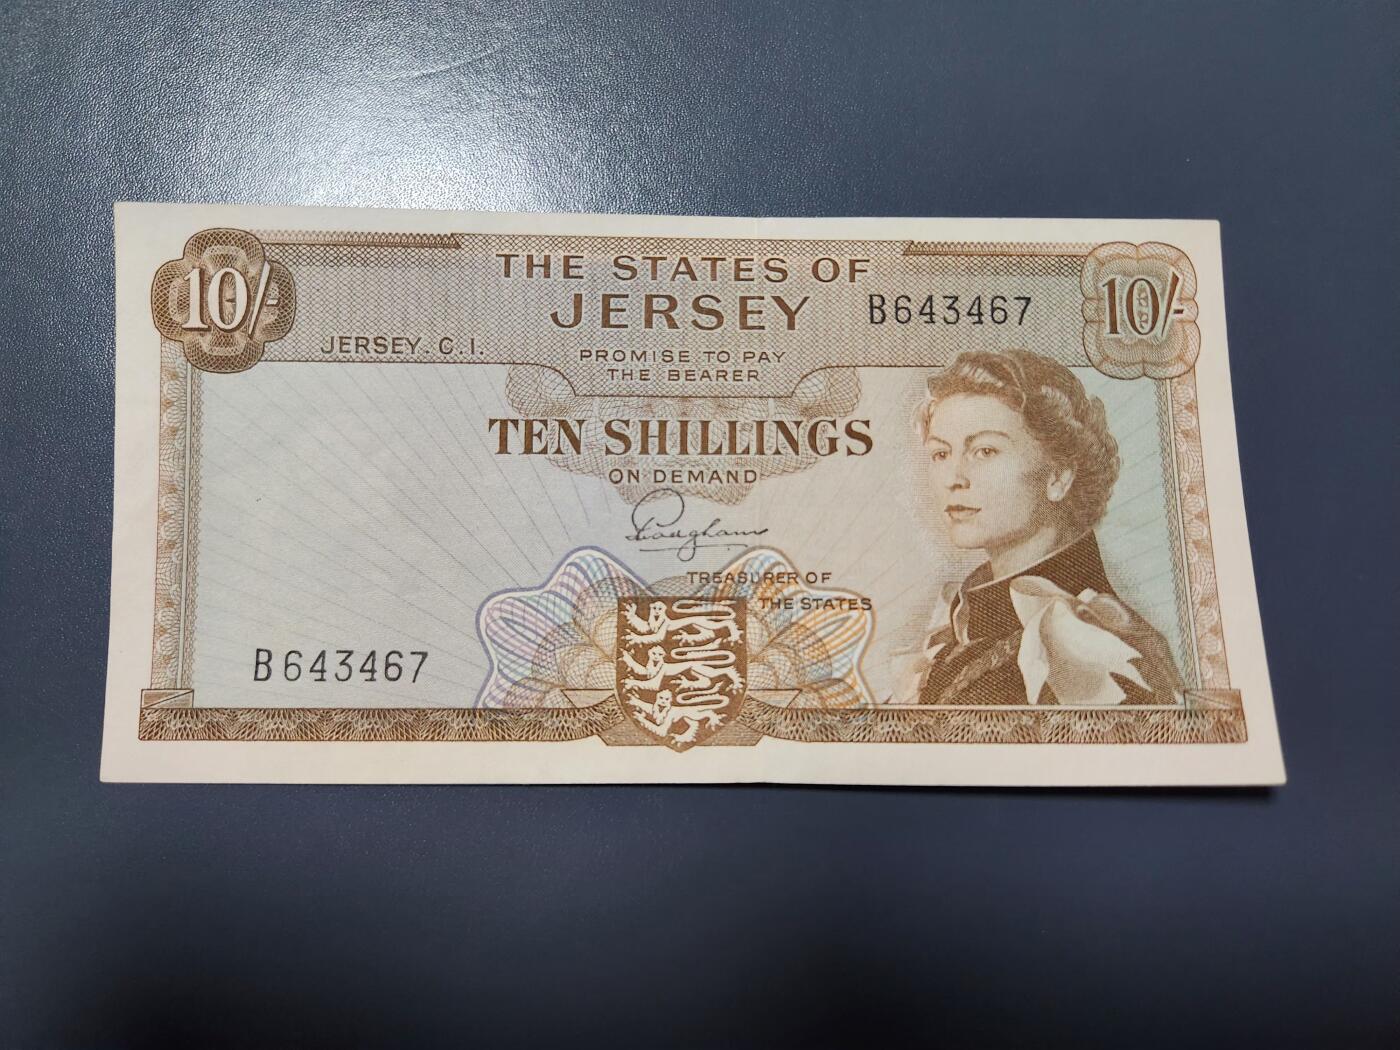 10/-
THE STATES OF
JERSEY
B643467
10/-
JERSEY. C.I.
PROMISE TO PAY
THE BEARER
TEN SHILLINGS
ON DEMAND
TREASURER OF
THE STATES
B643467